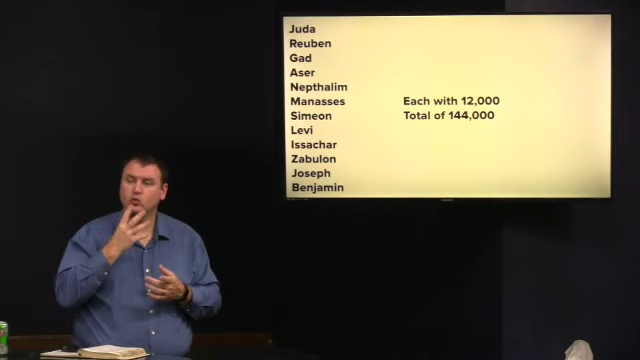 Juda
Reuben
Gad
Aser
Nepthalim
Manasses
Simeon
Levi
Issachar
Zabulon
Joseph
Benjamin
Each with 12,000
Total of 144,000